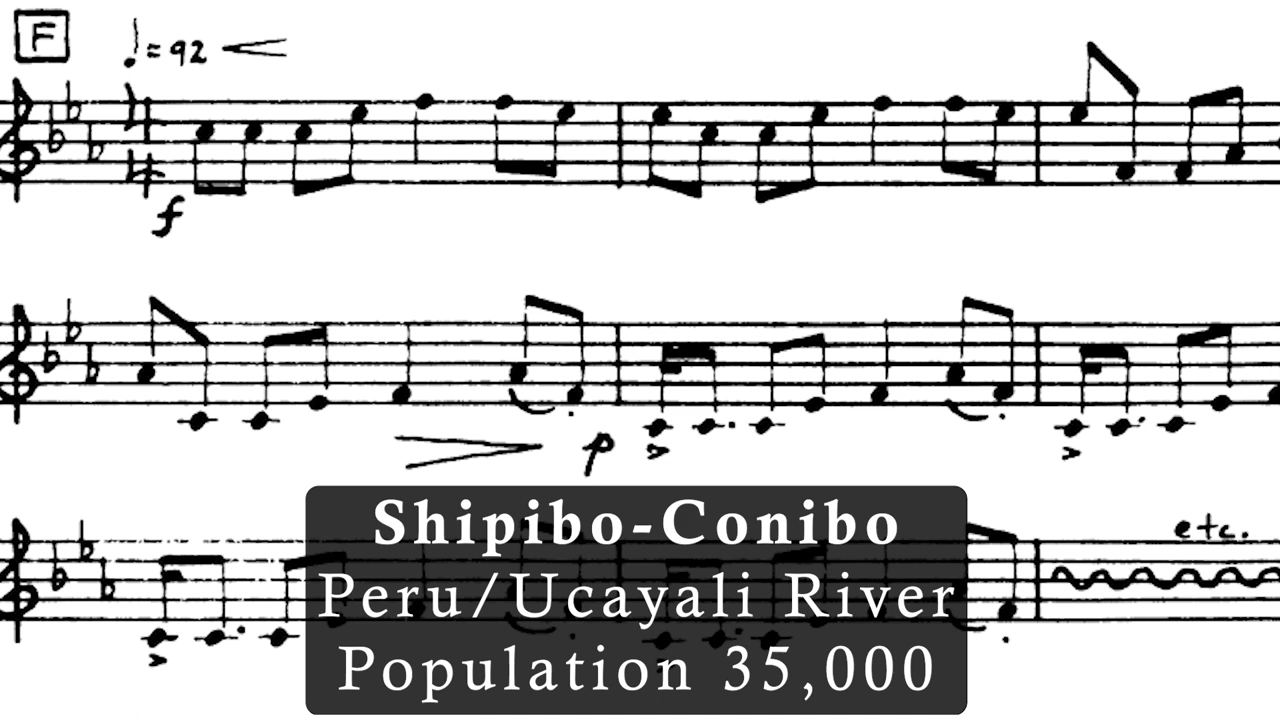 F
♩= 92
f
p
etc.
Shipibo-Conibo
Peru/Ucayali River
Population 35,000